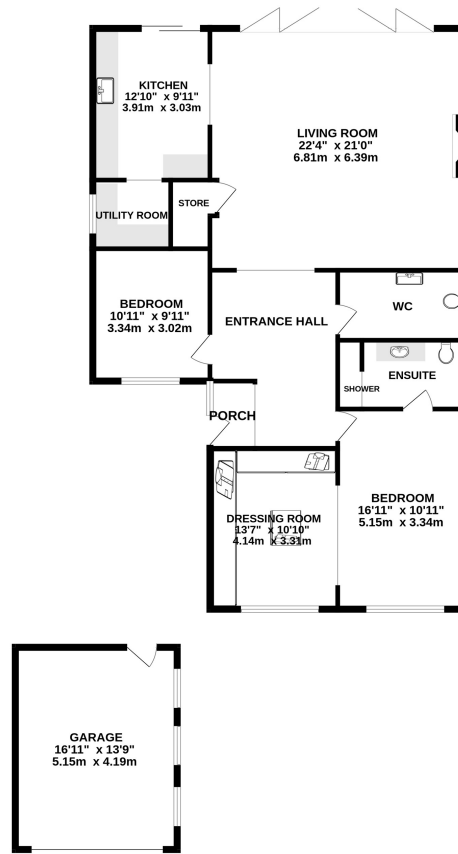 KITCHEN
12'10" x 9'11"
3.91m x 3.03m
LIVING ROOM
22'4" x 21'0"
6.81m x 6.39m
UTILITY ROOM
STORE
BEDROOM
10'11" x 9'11"
3.34m x 3.02m
ENTRANCE HALL
WC
ENSUITE
SHOWER
PORCH
DRESSING ROOM
13'7" x 10'10"
4.14m x 3.31m
BEDROOM
16'11" x 10'11"
5.15m x 3.34m
GARAGE
16'11" x 13'9"
5.15m x 4.19m